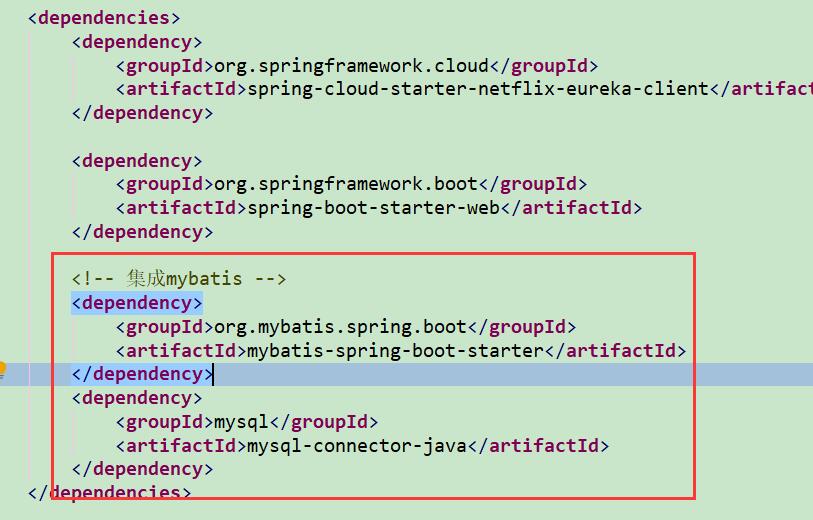 <dependencies>
<dependency>
<groupId>org.springframework.cloud</groupId>
<artifactId>spring-cloud-starter-netflix-eureka-client</artifact
</dependency>
<dependency>
<groupId>org.springframework.boot</groupId>
<artifactId>spring-boot-starter-web</artifactId>
</dependency>
<!-- 集成mybatis -->
<dependency>
<groupId>org.mybatis.spring.boot</groupId>
<artifactId>mybatis-spring-boot-starter</artifactId>
</dependency>
<dependency>
<groupId>mysql</groupId>
<artifactId>mysql-connector-java</artifactId>
</dependency>
</dependencies>